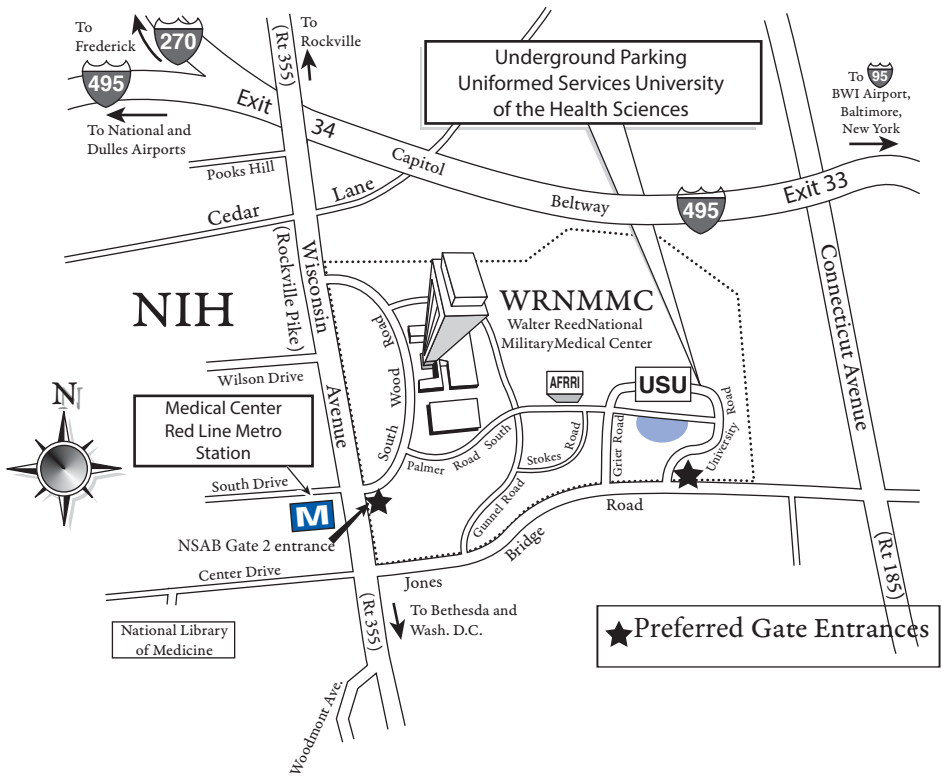 To
Frederick
270
495
To National and
Dulles Airports
(Rt 355)
To
Rockville
Exit 34
Capitol Beltway
495
Exit 33
Underground Parking
Uniformed Services University
of the Health Sciences
To 95
BWI Airport,
Baltimore,
New York
Pooks Hill
Cedar Lane
Wisconsin Avenue
(Rockville Pike)
Connecticut Avenue
NIH
WRNMMC
Walter ReedNational
MilitaryMedical Center
South Wood Road
AFRRI
USU
Wilson Drive
N
Medical Center
Red Line Metro
Station
Palmer Road South
Stokes Road
Grier Road
University Road
Gunnel Road
South Drive
M
NSAB Gate 2 entrance
Jones Bridge Road
Center Drive
(Rt 355)
To Bethesda and
Wash. D.C.
(Rt 185)
National Library
of Medicine
Preferred Gate Entrances
Woodmont Ave.